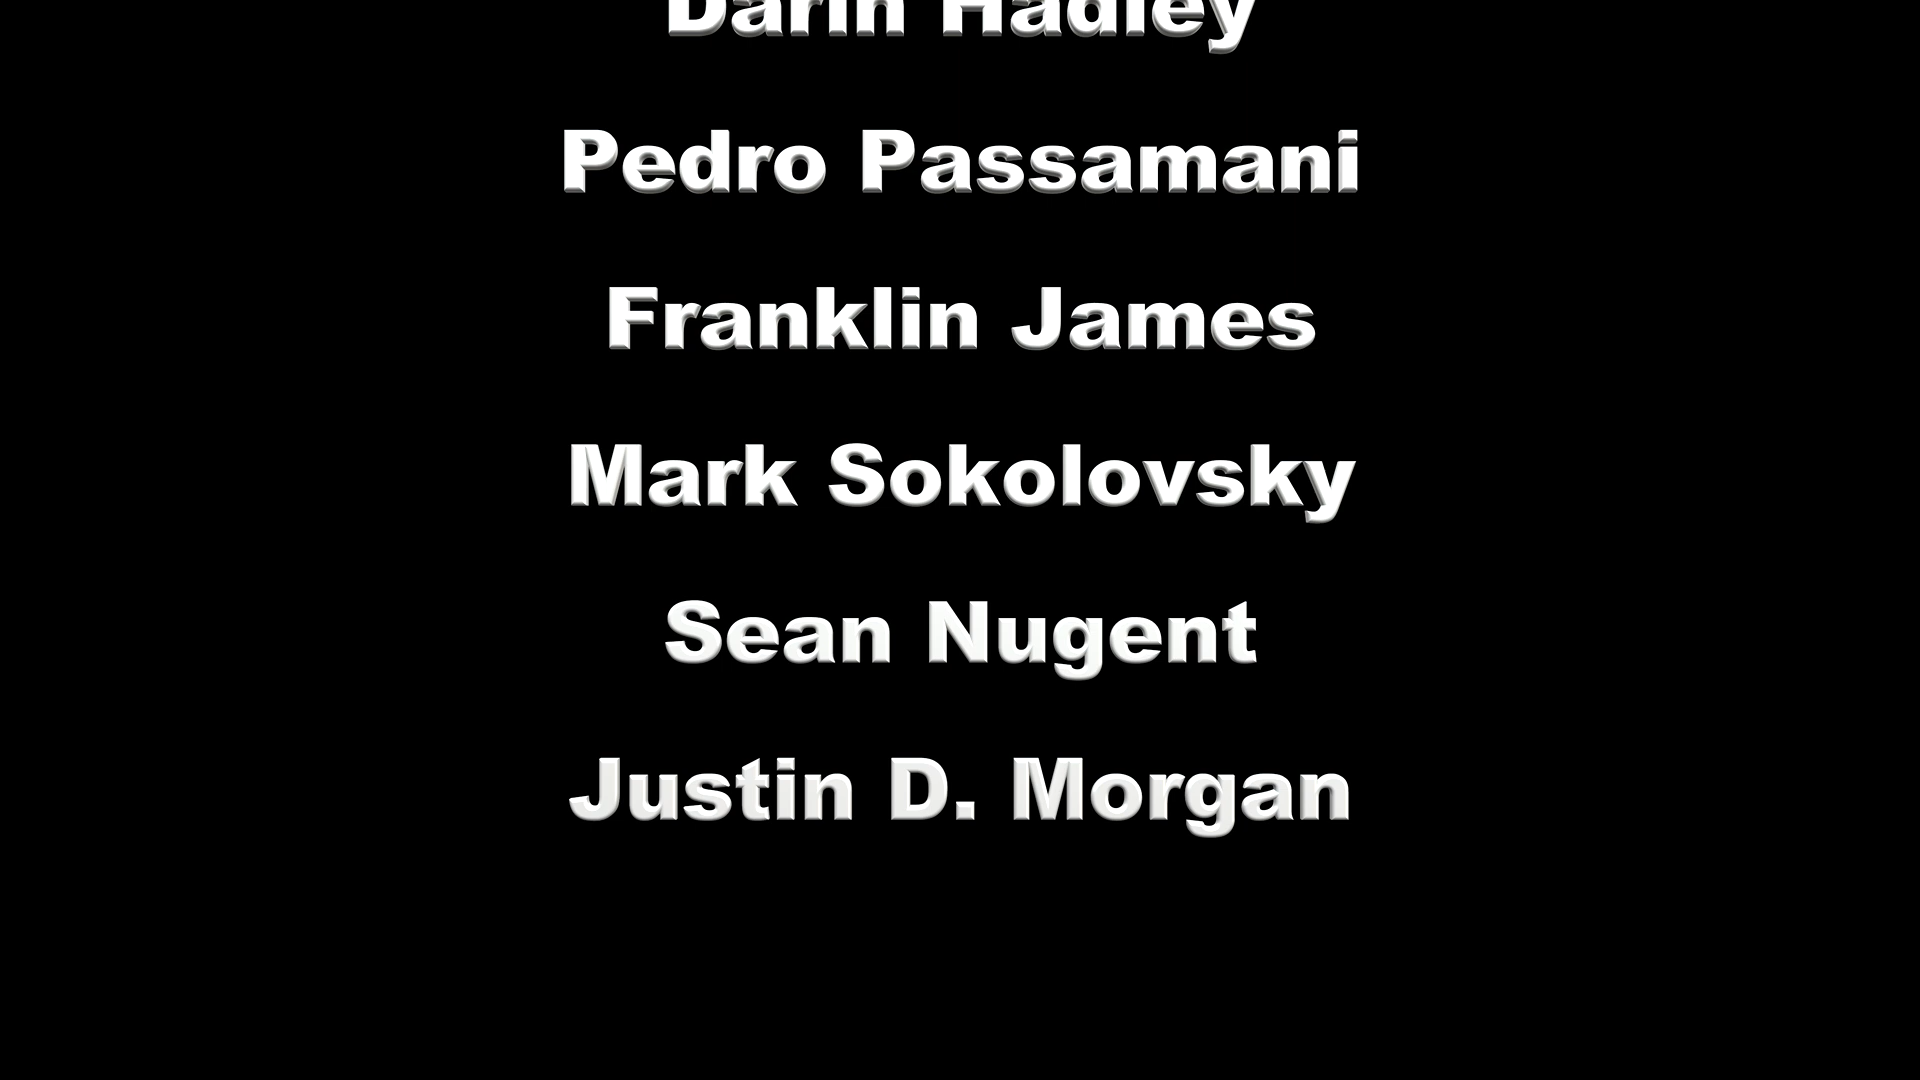 Darin Hadley
Pedro Passamani
Franklin James
Mark Sokolovsky
Sean Nugent
Justin D. Morgan